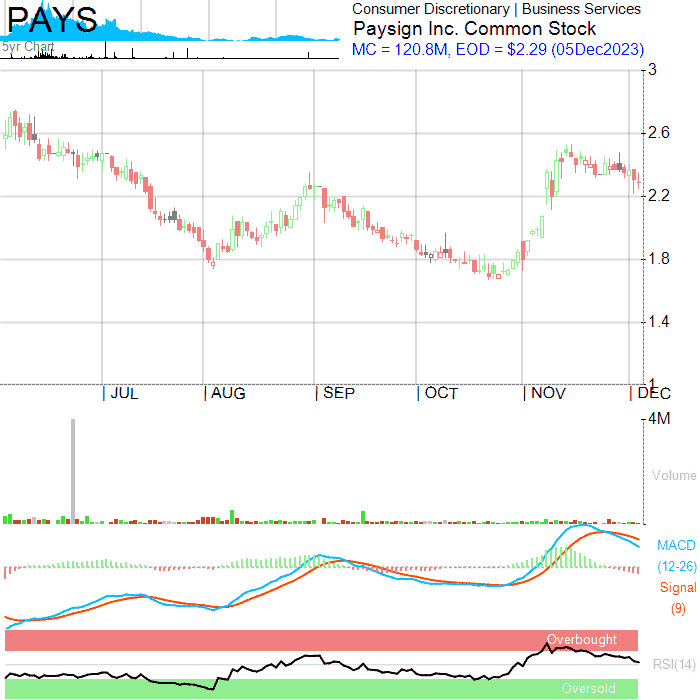 PAYS
5yr Chart
Consumer Discretionary | Business Services
Paysign Inc. Common Stock
MC = 120.8M, EOD = $2.29 (05Dec2023)
3
2.6
2.2
1.8
1.4
1
| JUL | AUG | SEP | OCT | NOV | DEC
4M
Volume
MACD
(12-26)
Signal
(9)
Overbought
RSI(14)
Oversold